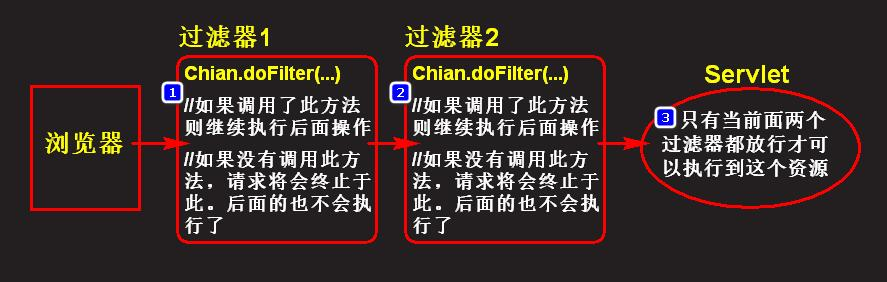 过滤器1
过滤器2
Chian.doFilter(...)
Chian.doFilter(...)
Servlet
1
//如果调用了此方法
则继续执行后面操作
2
//如果调用了此方法
则继续执行后面操作
3 只有当前面两个
过滤器都放行才可
以执行到这个资源
浏览器
//如果没有调用此方
法，请求将会终止于
此。后面的也不会执
行了
//如果没有调用此方
法，请求将会终止于
此。后面的也不会执
行了